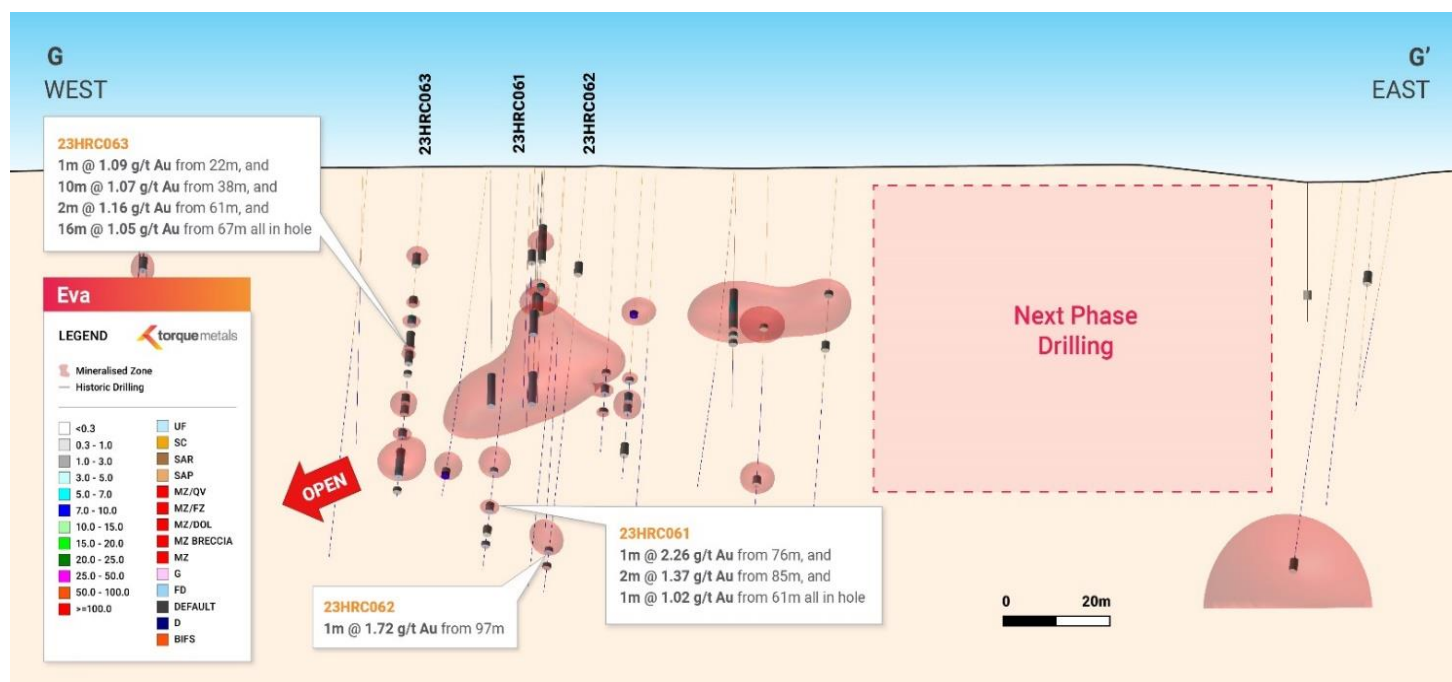 G
WEST
G'
EAST
23HRC063
23HRC061
23HRC062
23HRC063
1m @ 1.09 g/t Au from 22m, and
10m @ 1.07 g/t Au from 38m, and
2m @ 1.16 g/t Au from 61m, and
16m @ 1.05 g/t Au from 67m all in hole
Eva
LEGEND
torquemetals
Mineralised Zone
Historic Drilling
<0.3
0.3 - 1.0
1.0 - 3.0
3.0 - 5.0
5.0 - 7.0
7.0 - 10.0
10.0 - 15.0
15.0 - 20.0
20.0 - 25.0
25.0 - 50.0
50.0 - 100.0
>=100.0
UF
SC
SAR
SAP
MZ/QV
MZ/FZ
MZ/DOL
MZ BRECCIA
MZ
G
FD
DEFAULT
D
BIFS
OPEN
Next Phase
Drilling
23HRC061
1m @ 2.26 g/t Au from 76m, and
2m @ 1.37 g/t Au from 85m, and
1m @ 1.02 g/t Au from 61m all in hole
23HRC062
1m @ 1.72 g/t Au from 97m
0 20m